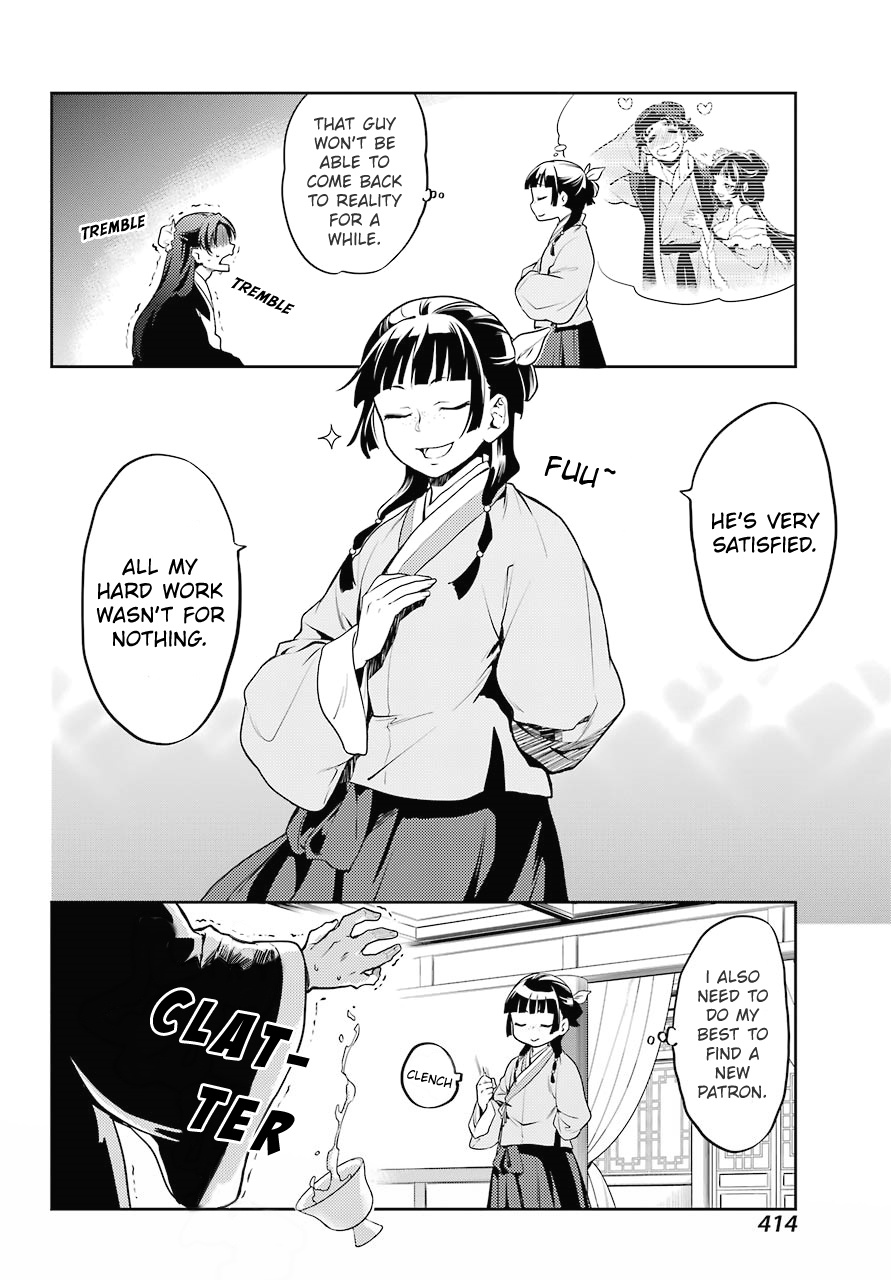 THAT GUY
WON'T BE
ABLE TO
COME BACK
TO REALITY
FOR A
WHILE.
TREMBLE
TREMBLE
HE'S VERY
SATISFIED.
FUU~
ALL MY
HARD WORK
WASN'T FOR
NOTHING.
I ALSO
NEED TO
DO MY
BEST TO
FIND A
NEW
PATRON.
CLENCH
CLAT-
TER
414